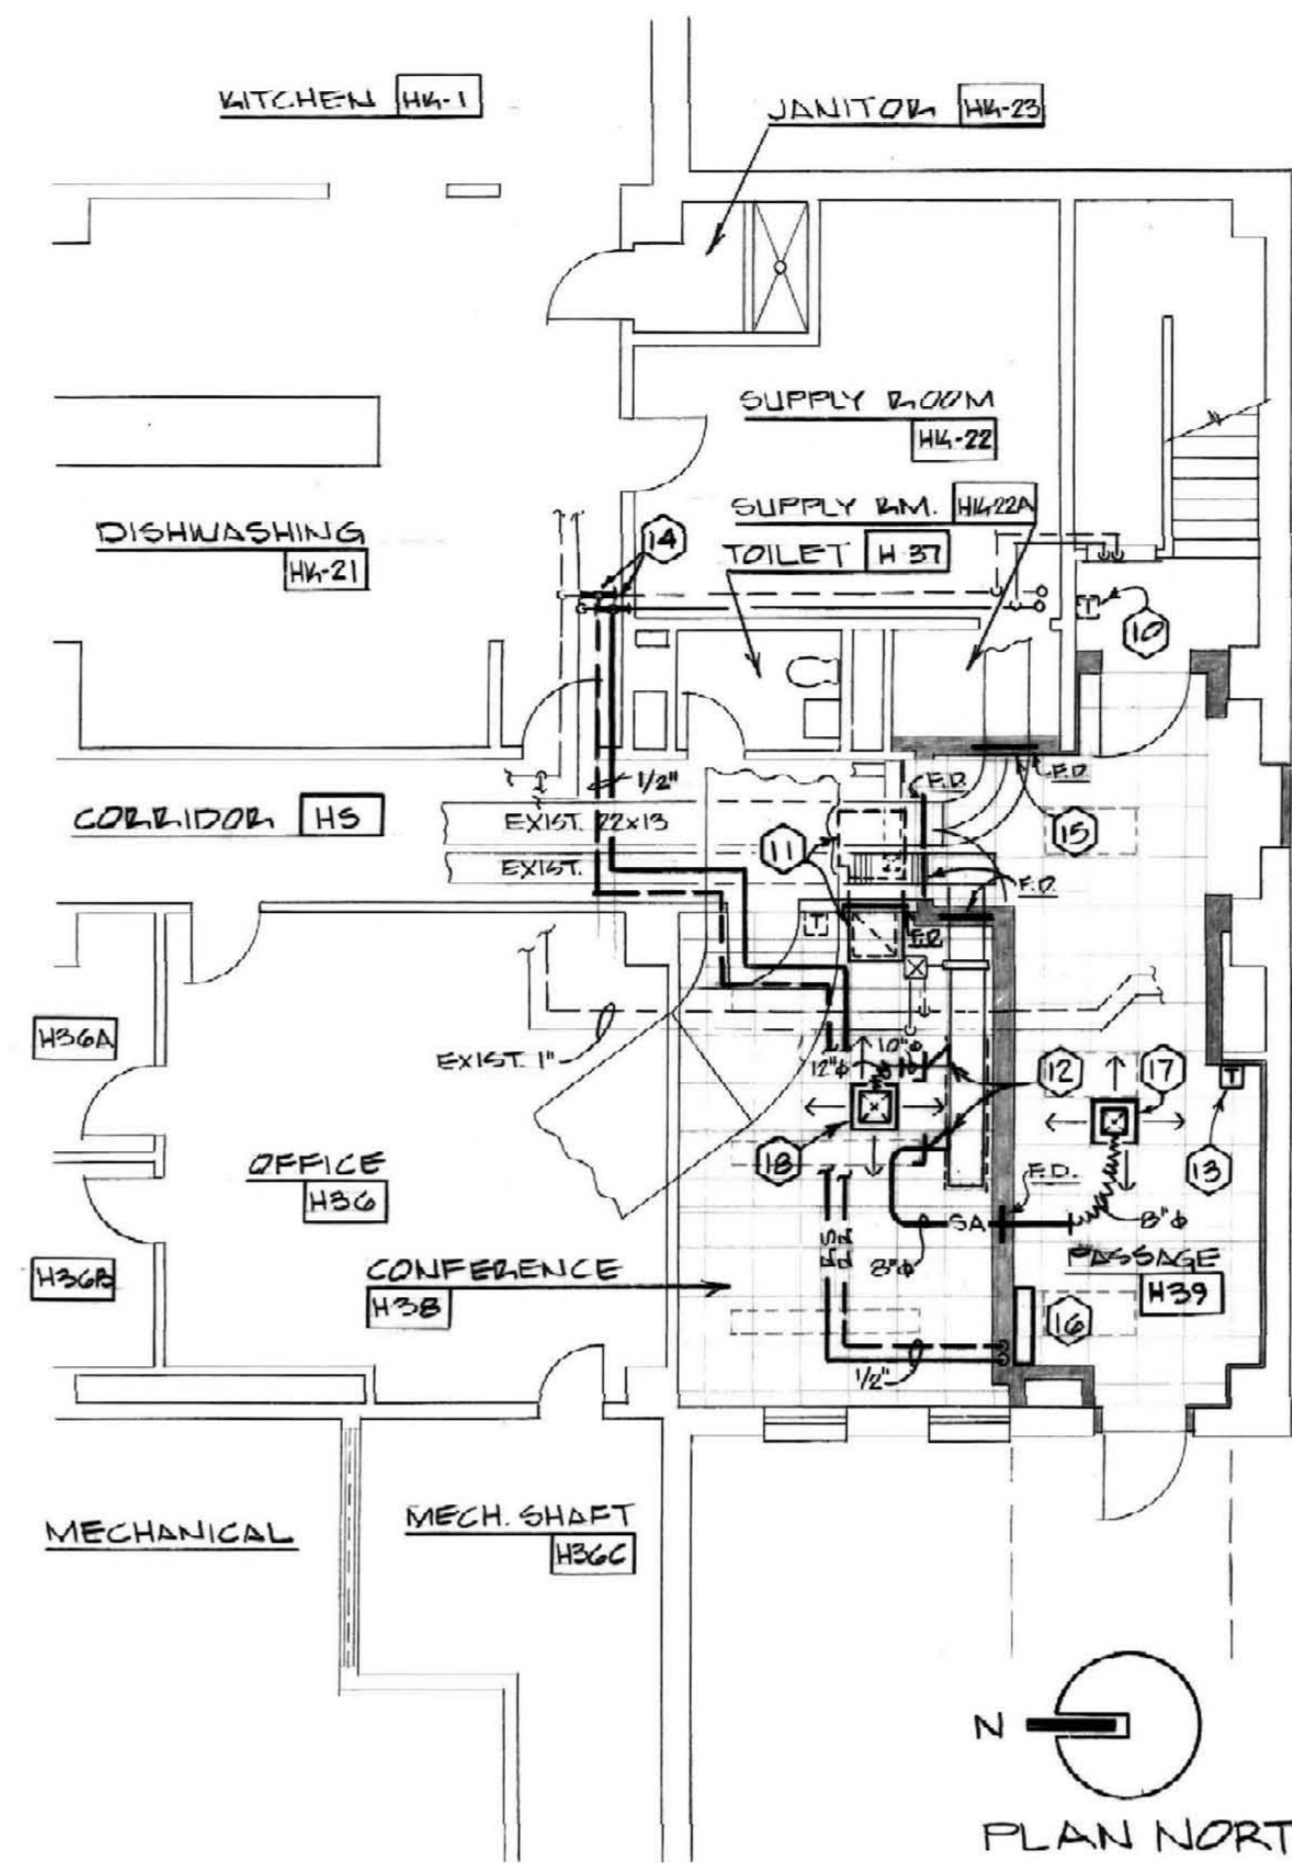 KITCHEN HK-1
JANITOR HK-23
SUPPLY ROOM
HK-22
SUPPLY RM. HK22A
DISHWASHING
HK-21
14
TOILET H 37
10
1/2"
F.D.
F.D.
CORRIDOR H5
EXIST. 22x13
15
11
EXIST.
F.D.
T
F.D.
H36A
EXIST. 1"
10"ϕ
12"ϕ
12
17
T
18
13
OFFICE
H36
F.D.
SA
8"ϕ
8"ϕ
PASSAGE
H39
H36B
CONFERENCE
H38
16
1/2"
MECHANICAL
MECH. SHAFT
H36C
N
PLAN NORT